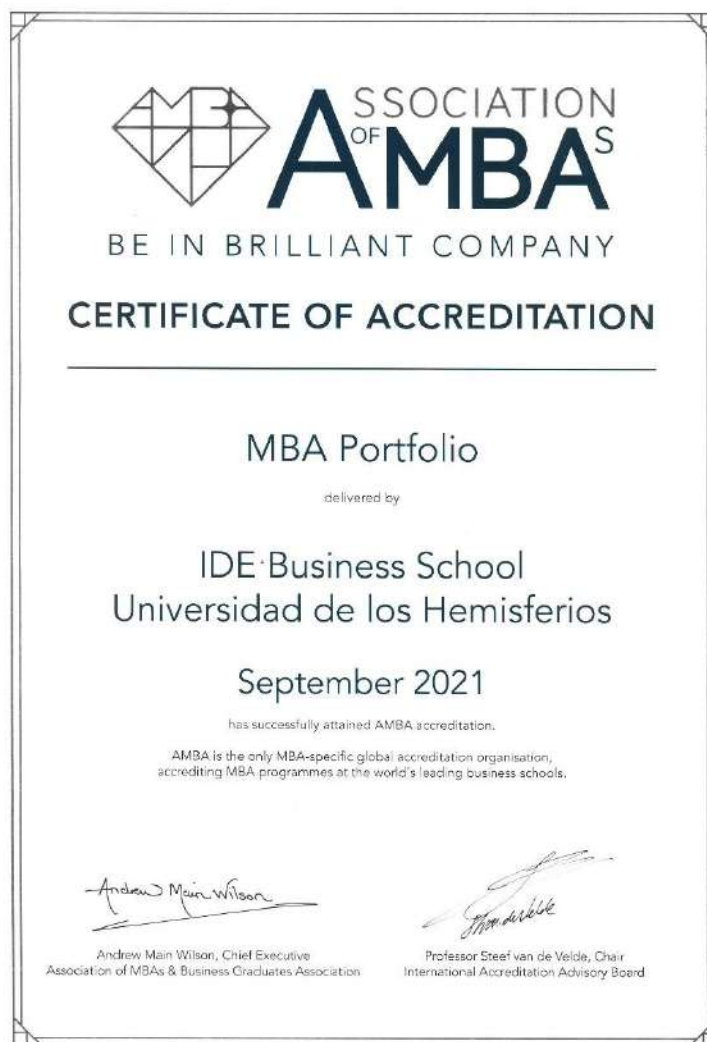 ASSOCIATION
OF AMBAS
BE IN BRILLIANT COMPANY
CERTIFICATE OF ACCREDITATION
MBA Portfolio
delivered by
IDE Business School
Universidad de los Hemisferios
September 2021
has successfully attained AMBA accreditation.
AMBA is the only MBA-specific global accreditation organisation,
accrediting MBA programmes at the world's leading business schools.
Andrew Main Wilson
Andrew Main Wilson, Chief Executive
Association of MBAs & Business Graduates Association
Professor Steef van de Velde, Chair
International Accreditation Advisory Board